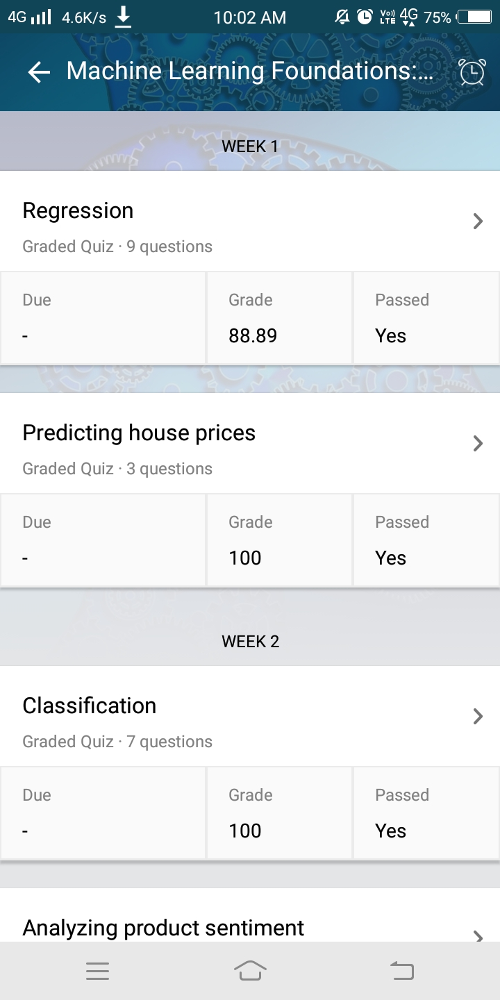 4G 4.6K/s 10:02 AM Vo) LTE 4G 75%
Machine Learning Foundations:...
WEEK 1
Regression
Graded Quiz · 9 questions
Due Grade Passed
- 88.89 Yes
Predicting house prices
Graded Quiz · 3 questions
Due Grade Passed
- 100 Yes
WEEK 2
Classification
Graded Quiz · 7 questions
Due Grade Passed
- 100 Yes
Analyzing product sentiment